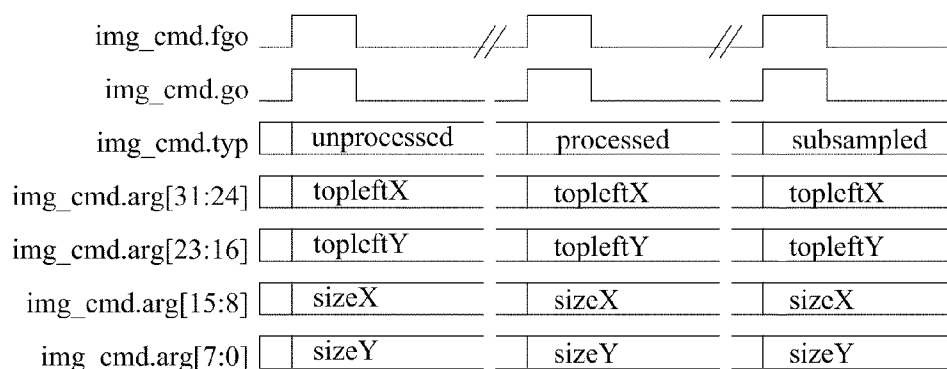 img_cmd.fgo
img_cmd.go
img_cmd.typ unprocessed processed subsampled
img_cmd.arg[31:24] topleftX topleftX topleftX
img_cmd.arg[23:16] topleftY topleftY topleftY
img_cmd.arg[15:8] sizeX sizeX sizeX
img_cmd.arg[7:0] sizeY sizeY sizeY